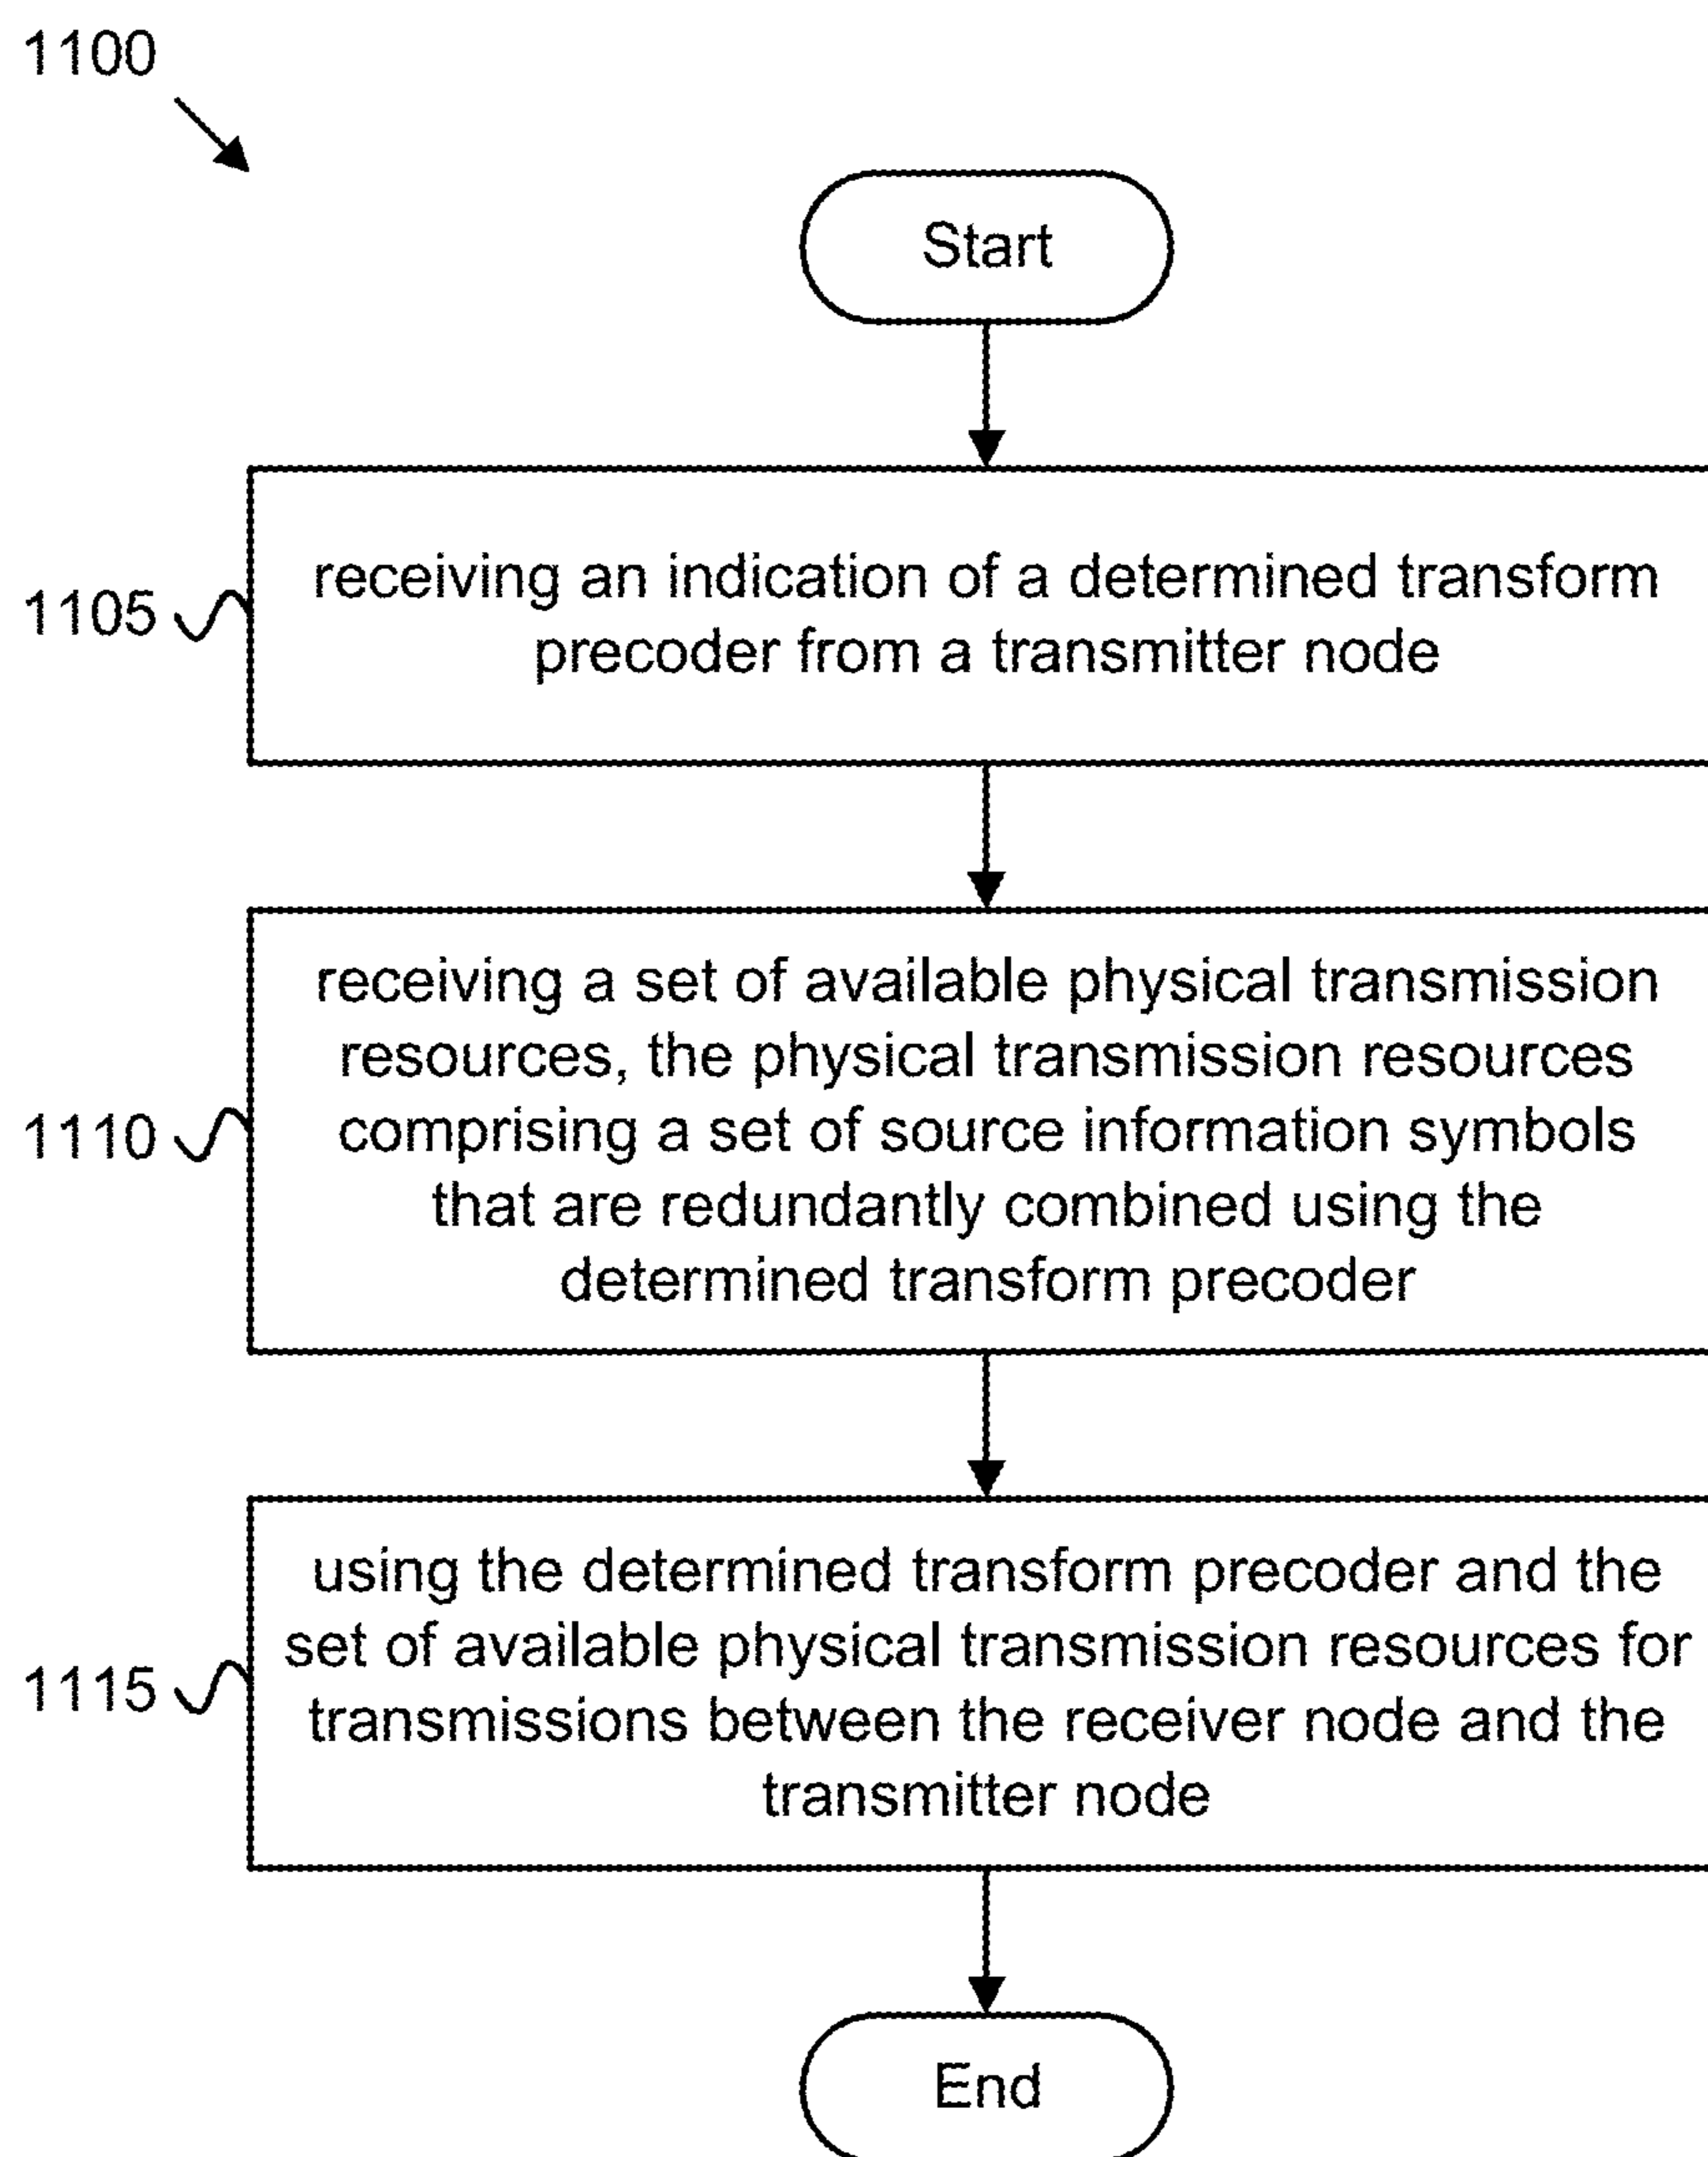 1100
Start
1105
receiving an indication of a determined transform
precoder from a transmitter node
1110
receiving a set of available physical transmission
resources, the physical transmission resources
comprising a set of source information symbols
that are redundantly combined using the
determined transform precoder
1115
using the determined transform precoder and the
set of available physical transmission resources for
transmissions between the receiver node and the
transmitter node
End